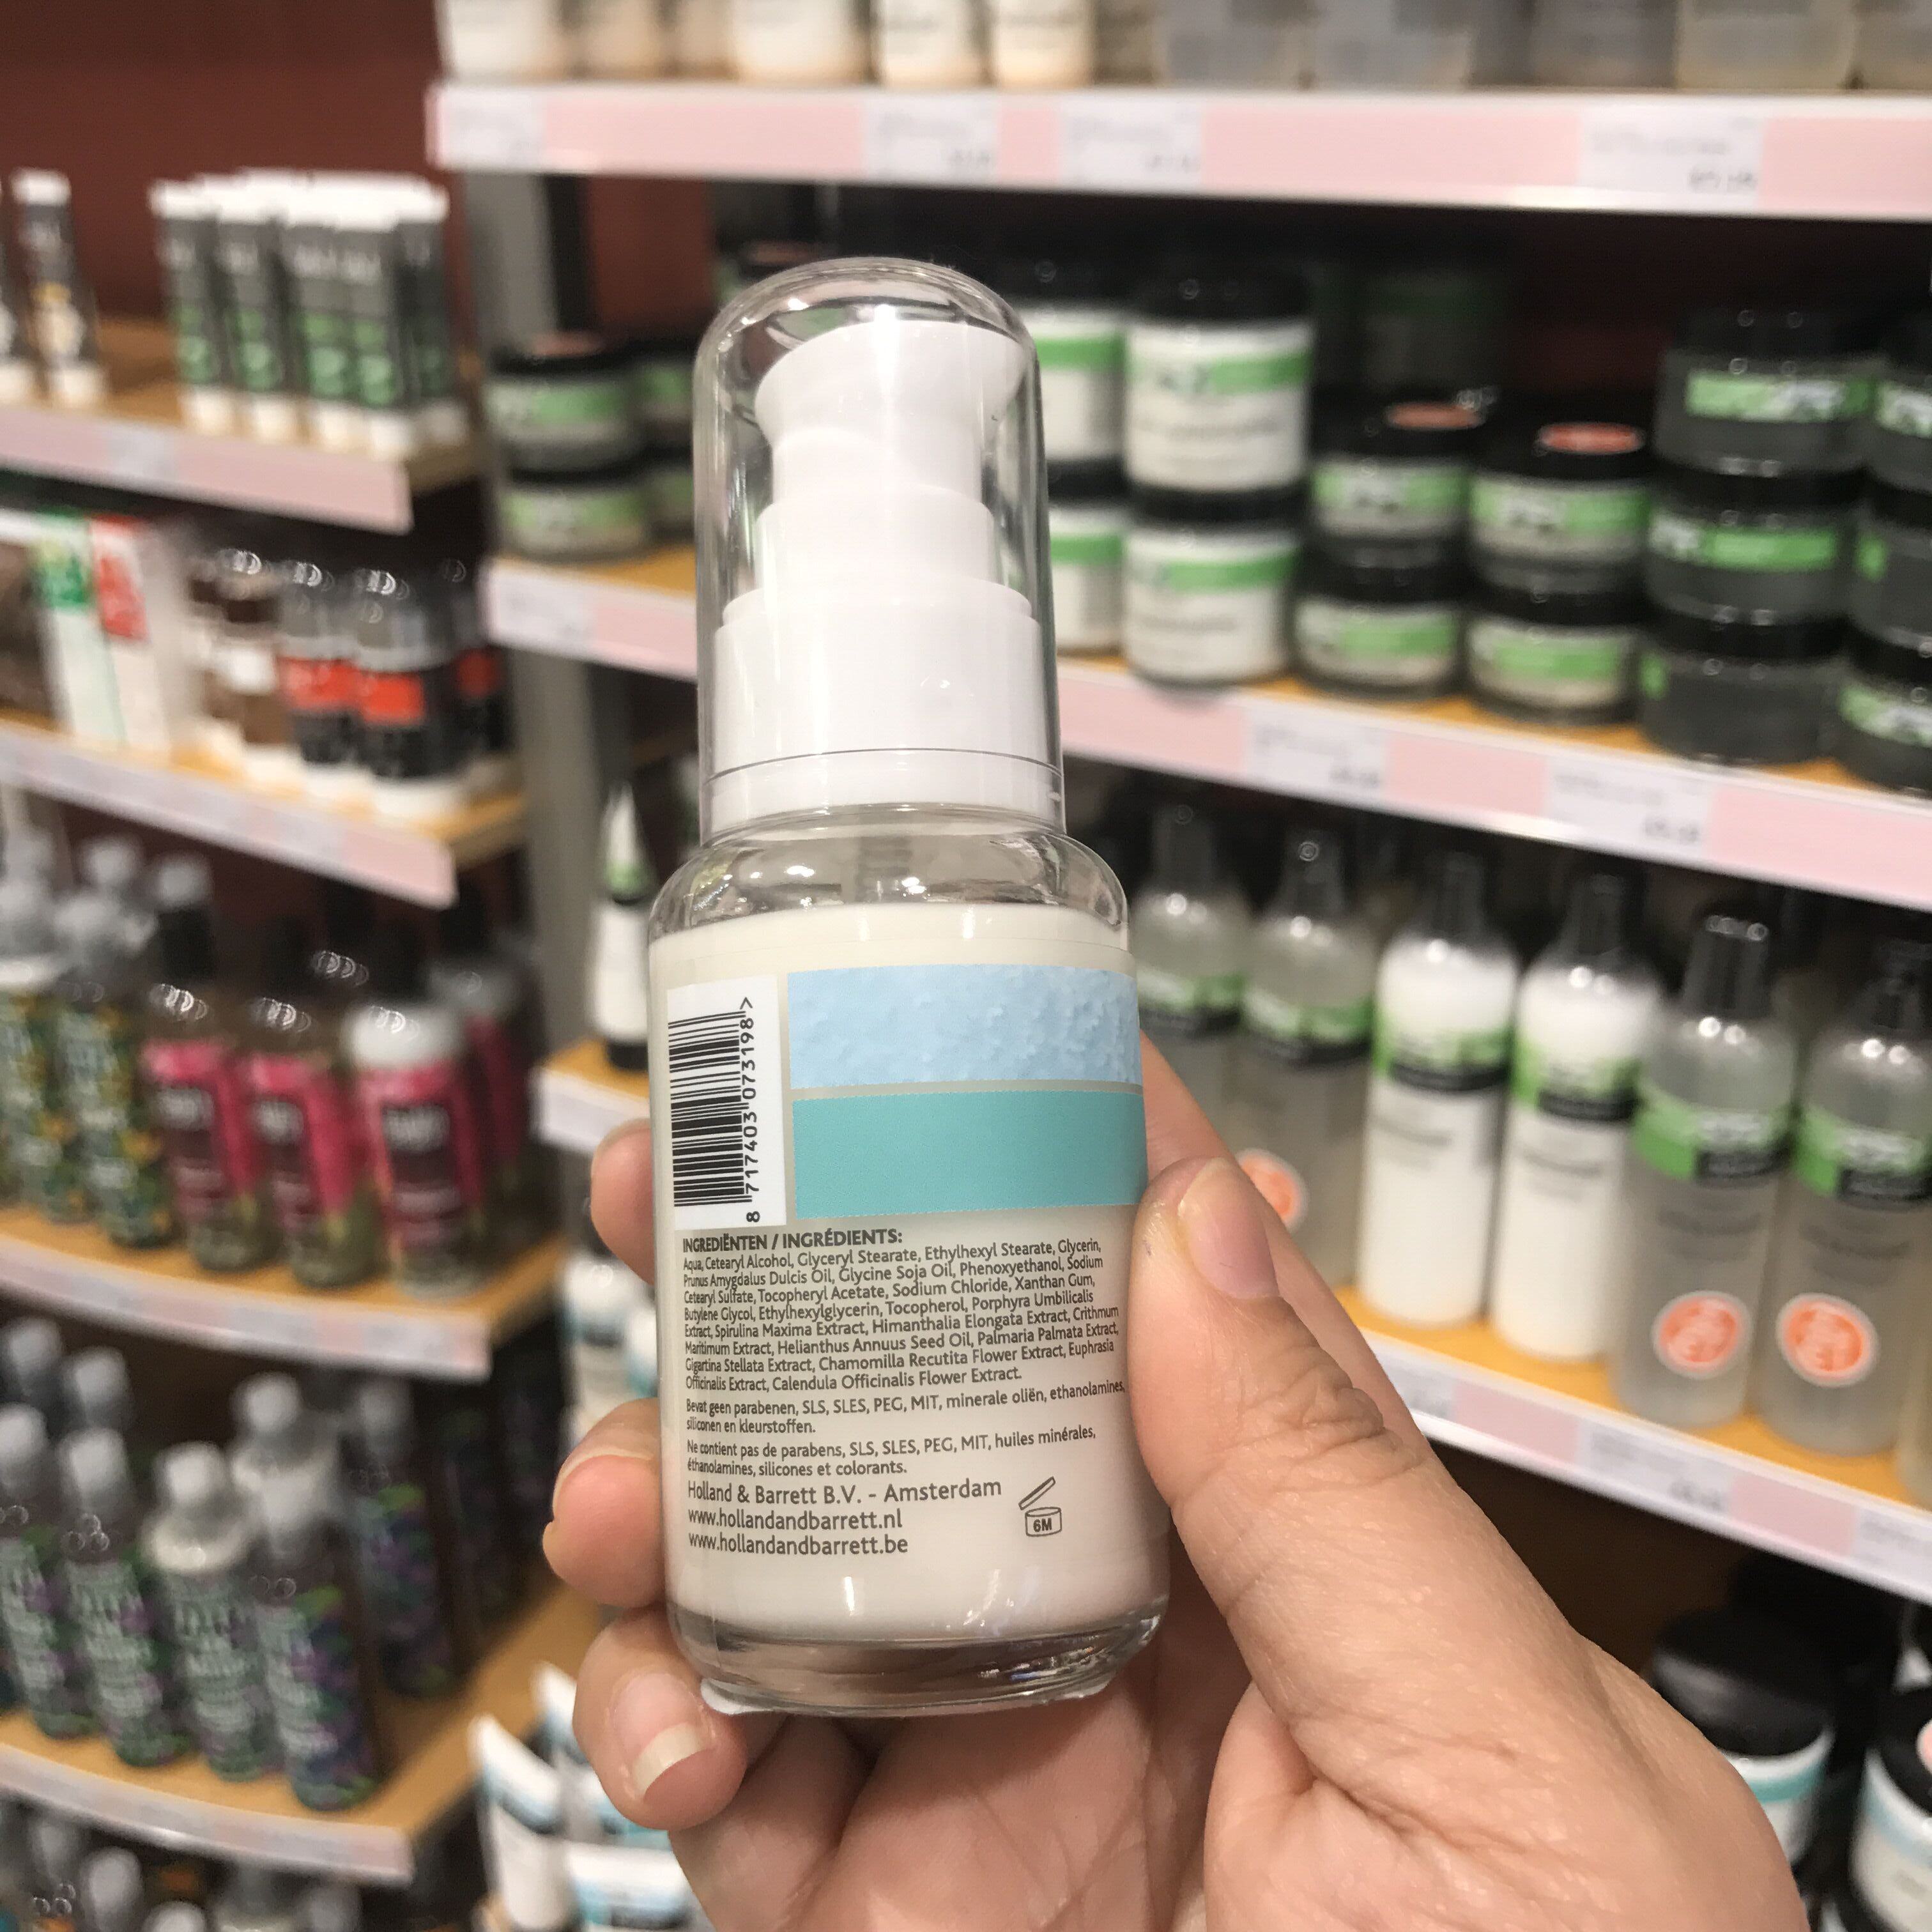 8 717403 073198 >
INGREDIËNTEN / INGRÉDIENTS:
Aqua, Cetearyl Alcohol, Glyceryl Stearate, Ethylhexyl Stearate, Glycerin,
Prunus Amygdalus Dulcis Oil, Glycine Soja Oil, Phenoxyethanol, Sodium
Cetearyl Sulfate, Tocopheryl Acetate, Sodium Chloride, Xanthan Gum,
Butylene Glycol, Ethylhexylglycerin, Tocopherol, Porphyra Umbilicalis
Extract, Spirulina Maxima Extract, Himanthalia Elongata Extract, Crithmum
Maritimum Extract, Helianthus Annuus Seed Oil, Palmaria Palmata Extract,
Gigartina Stellata Extract, Chamomilla Recutita Flower Extract, Euphrasia
Officinalis Extract, Calendula Officinalis Flower Extract.
Bevat geen parabenen, SLS, SLES, PEG, MIT, minerale oliën, ethanolamines,
siliconen en kleurstoffen.
Ne contient pas de parabens, SLS, SLES, PEG, MIT, huiles minérales,
éthanolamines, silicones et colorants.
Holland & Barrett B.V. - Amsterdam
www.hollandandbarrett.nl
www.hollandandbarrett.be
6M